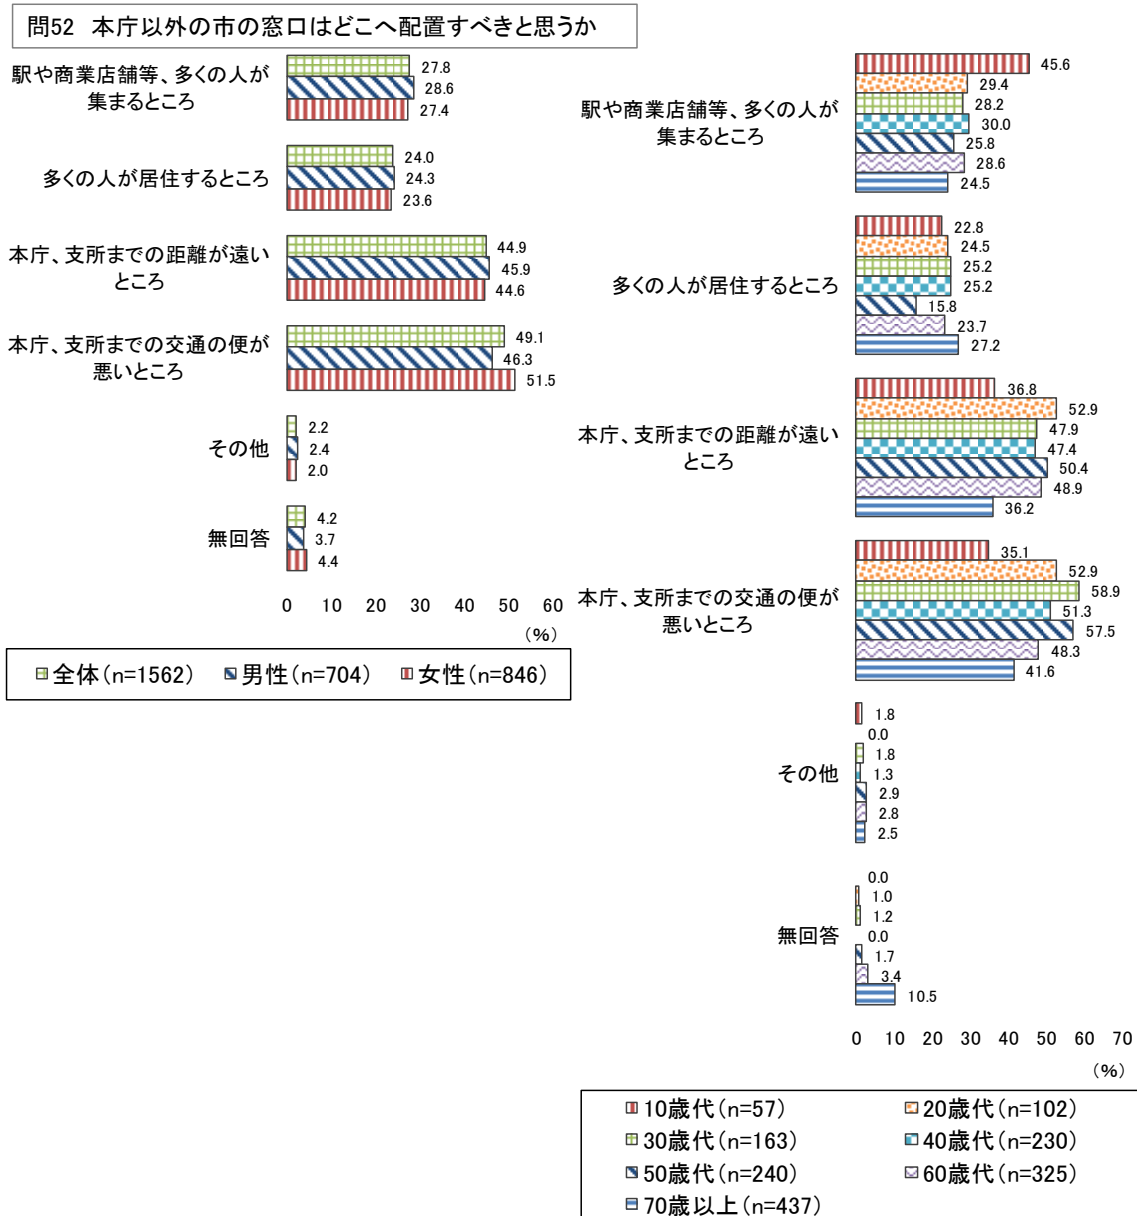 問52 本庁以外の市の窓口はどこへ配置すべきと思うか
駅や商業店舗等、多くの人が
集まるところ
27.8
28.6
27.4
多くの人が居住するところ
24.0
24.3
23.6
本庁、支所までの距離が遠い
ところ
44.9
45.9
44.6
本庁、支所までの交通の便が
悪いところ
49.1
46.3
51.5
その他
2.2
2.4
2.0
無回答
4.2
3.7
4.4
0 10 20 30 40 50 60
(%)
全体(n=1562) 男性(n=704) 女性(n=846)
駅や商業店舗等、多くの人が
集まるところ
45.6
29.4
28.2
30.0
25.8
28.6
24.5
多くの人が居住するところ
22.8
24.5
25.2
25.2
15.8
23.7
27.2
本庁、支所までの距離が遠い
ところ
36.8
52.9
47.9
47.4
50.4
48.9
36.2
本庁、支所までの交通の便が
悪いところ
35.1
52.9
58.9
51.3
57.5
48.3
41.6
その他
1.8
0.0
1.8
1.3
2.9
2.8
2.5
無回答
0.0
1.0
1.2
0.0
1.7
3.4
10.5
0 10 20 30 40 50 60 70
(%)
10歳代(n=57) 20歳代(n=102)
30歳代(n=163) 40歳代(n=230)
50歳代(n=240) 60歳代(n=325)
70歳以上(n=437)